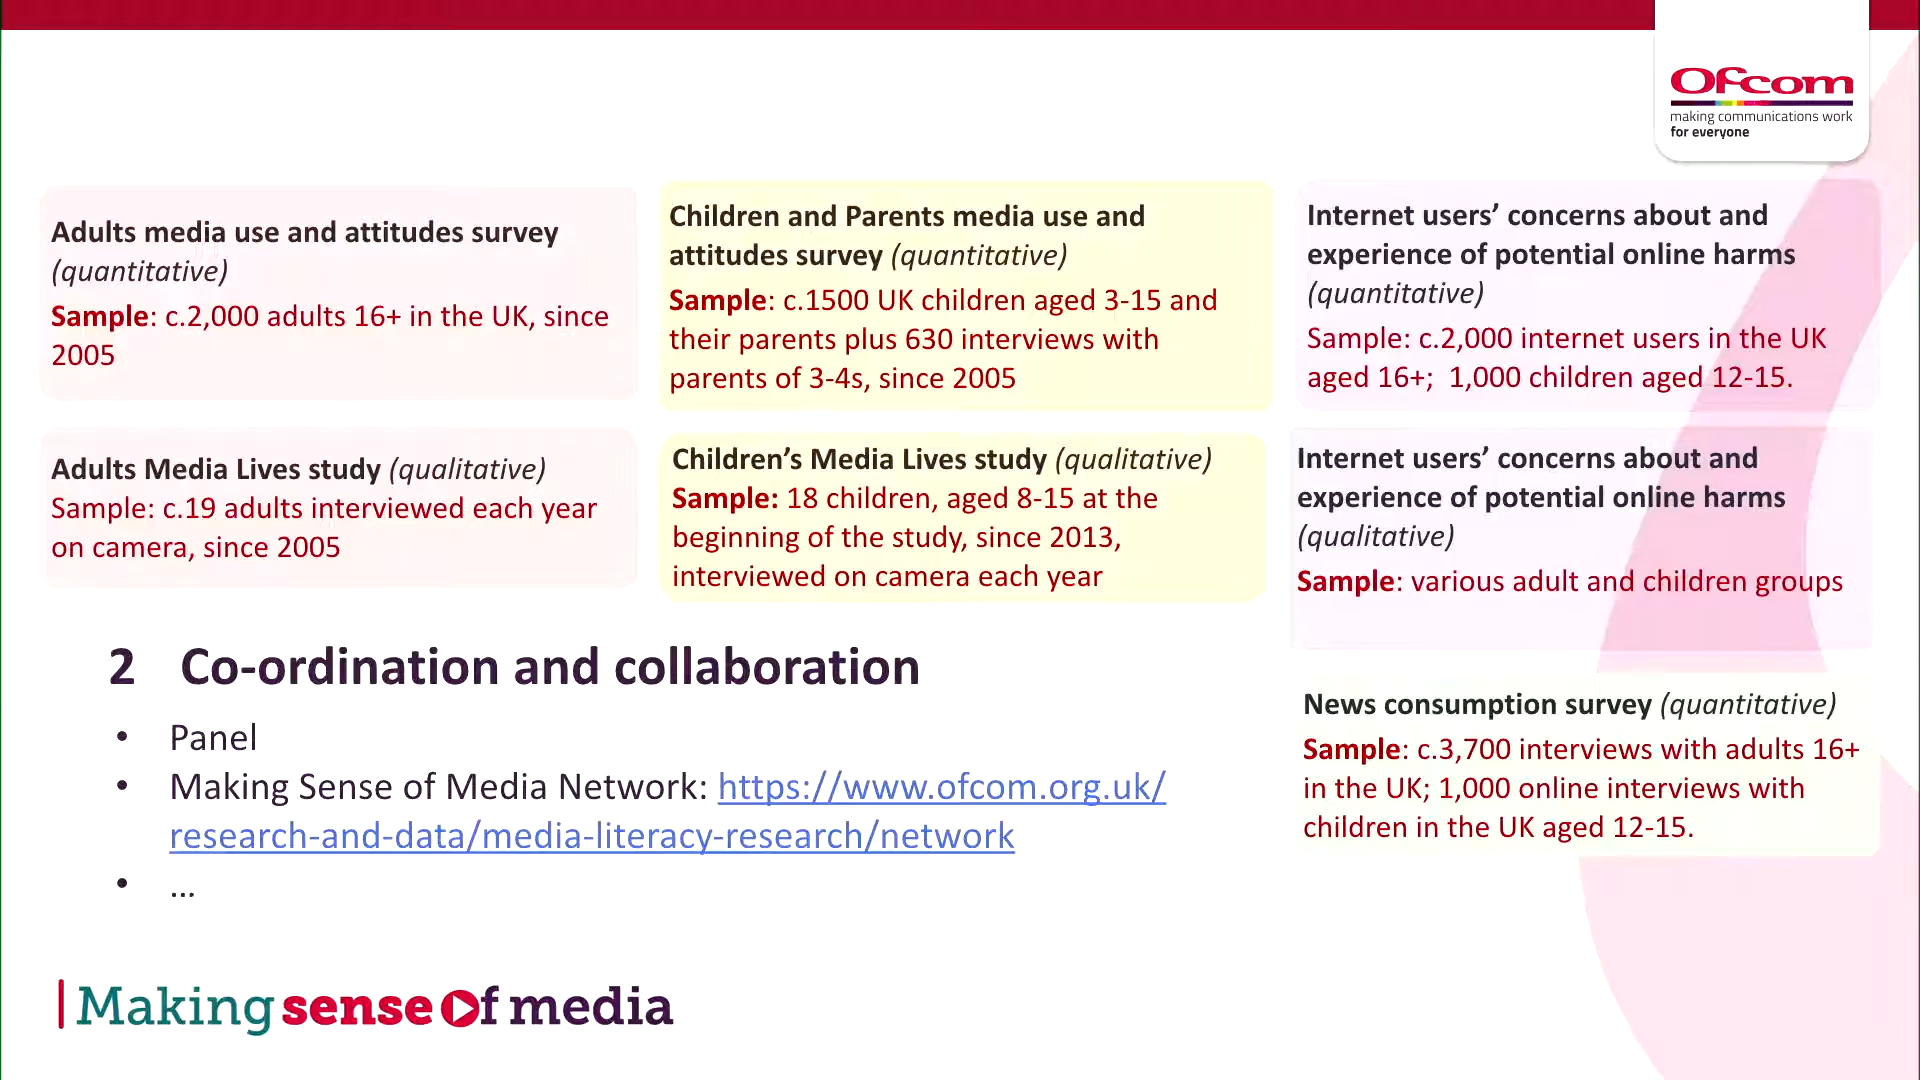 Ofcom
making communications work
for everyone
Adults media use and attitudes survey
(quantitative)
Sample: c.2,000 adults 16+ in the UK, since
2005
Children and Parents media use and
attitudes survey (quantitative)
Sample: c.1500 UK children aged 3-15 and
their parents plus 630 interviews with
parents of 3-4s, since 2005
Internet users’ concerns about and
experience of potential online harms
(quantitative)
Sample: c.2,000 internet users in the UK
aged 16+;  1,000 children aged 12-15.
Adults Media Lives study (qualitative)
Sample: c.19 adults interviewed each year
on camera, since 2005
Children’s Media Lives study (qualitative)
Sample: 18 children, aged 8-15 at the
beginning of the study, since 2013,
interviewed on camera each year
Internet users’ concerns about and
experience of potential online harms
(qualitative)
Sample: various adult and children groups
2 Co-ordination and collaboration
• Panel
• Making Sense of Media Network: https://www.ofcom.org.uk/
research-and-data/media-literacy-research/network
• ...
News consumption survey (quantitative)
Sample: c.3,700 interviews with adults 16+
in the UK; 1,000 online interviews with
children in the UK aged 12-15.
Making sense of media